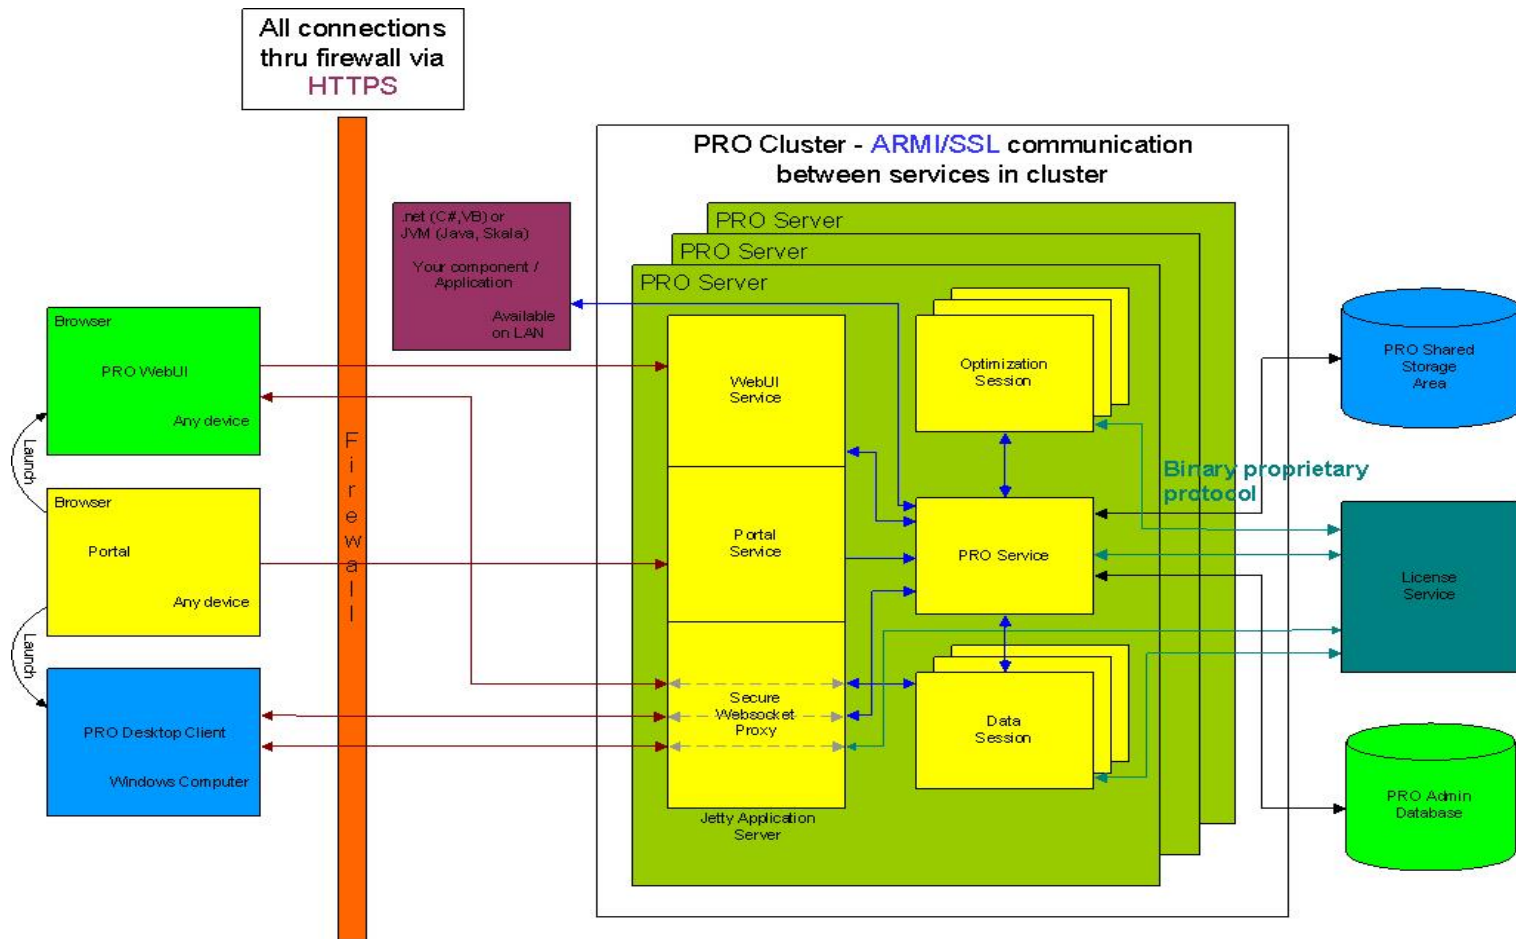 All connections
thru firewall via
HTTPS
PRO Cluster - ARMI/SSL communication
between services in cluster
.net (C#,VB) or
JVM (Java, Skala)
Your component /
Application
Available
on LAN
PRO Server
PRO Server
PRO Server
Browser
PRO WebUI
Any device
Launch
Browser
Portal
Any device
Launch
PRO Desktop Client
Windows Computer
Firewall
WebUI
Service
Portal
Service
Secure
Websocket
Proxy
Jetty Application
Server
Optimization
Session
PRO Service
Data
Session
Binary proprietary
protocol
PRO Shared
Storage
Area
License
Service
PRO Admin
Database